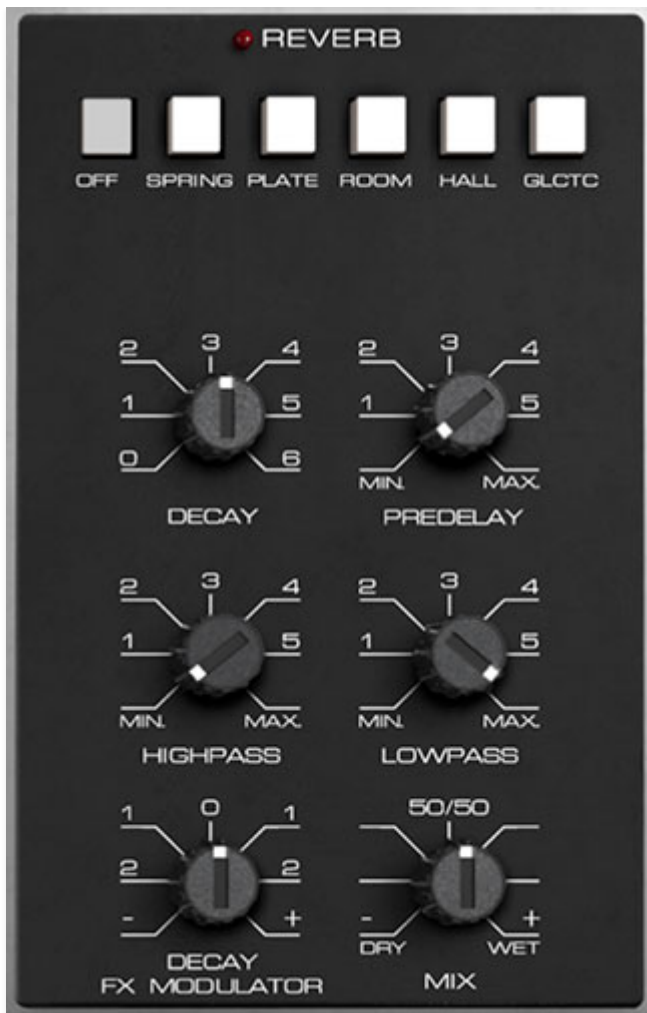 REVERB
OFF SPRING PLATE ROOM HALL GLCTC
2 3 4 2 3 4
1 5 1 5
0 6 MIN. MAX.
DECAY PREDELAY
2 3 4 2 3 4
1 5 1 5
MIN. MAX. MIN. MAX.
HIGHPASS LOWPASS
1 0 1 50/50
2 2
- + - +
DRY WET
DECAY
FX MODULATOR MIX